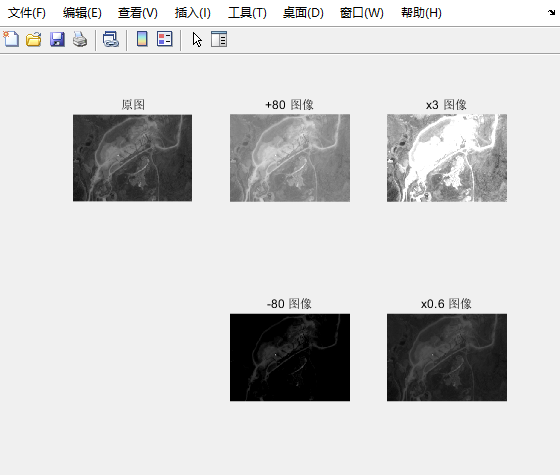 文件(F) 编辑(E) 查看(V) 插入(I) 工具(T) 桌面(D) 窗口(W) 帮助(H)
原图 +80 图像 x3 图像
-80 图像 x0.6 图像